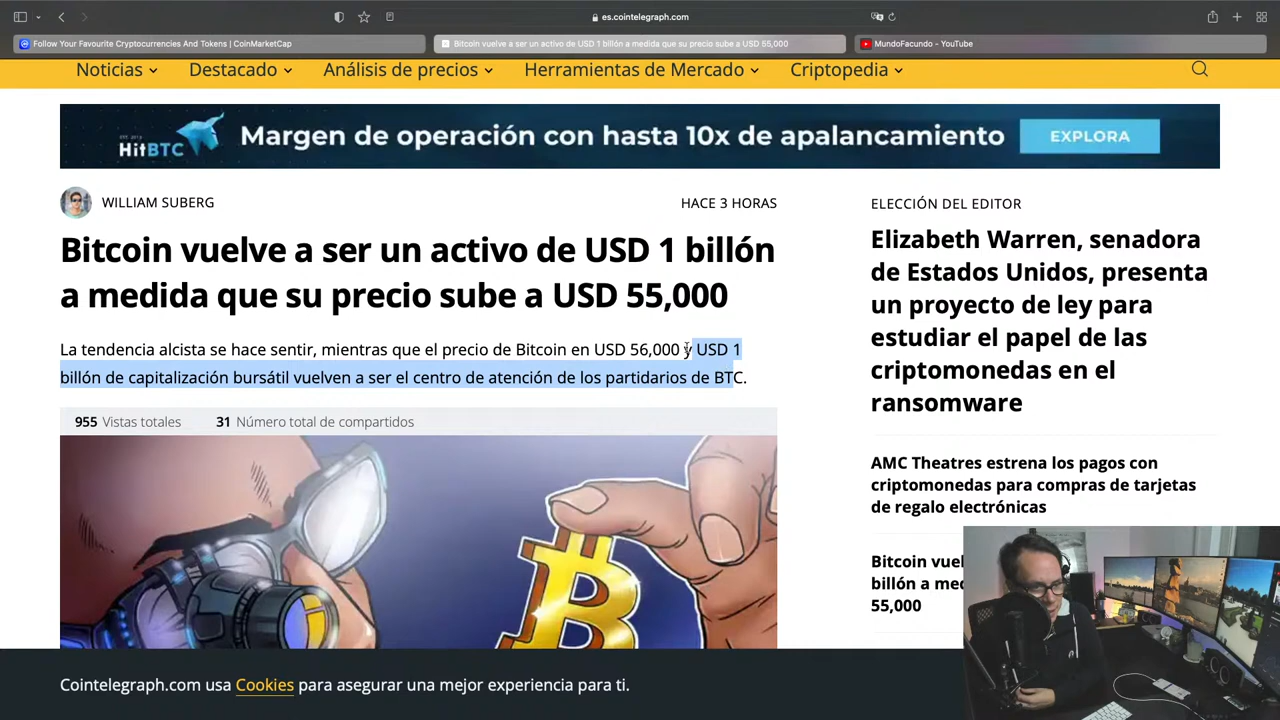 es.cointelegraph.com
Follow Your Favourite Cryptocurrencies And Tokens | CoinMarketCap
Bitcoin vuelve a ser un activo de USD 1 billón a medida que su precio sube a USD 55,000
MundoFacundo - YouTube
Noticias
Destacado
Análisis de precios
Herramientas de Mercado
Criptopedia
HitBTC
Margen de operación con hasta 10x de apalancamiento
EXPLORA
WILLIAM SUBERG
HACE 3 HORAS
Bitcoin vuelve a ser un activo de USD 1 billón
a medida que su precio sube a USD 55,000
La tendencia alcista se hace sentir, mientras que el precio de Bitcoin en USD 56,000 y USD 1
billón de capitalización bursátil vuelven a ser el centro de atención de los partidarios de BTC.
955 Vistas totales
31 Número total de compartidos
ELECCIÓN DEL EDITOR
Elizabeth Warren, senadora
de Estados Unidos, presenta
un proyecto de ley para
estudiar el papel de las
criptomonedas en el
ransomware
AMC Theatres estrena los pagos con
criptomonedas para compras de tarjetas
de regalo electrónicas
Bitcoin vuel
billón a med
55,000
Cointelegraph.com usa Cookies para asegurar una mejor experiencia para ti.